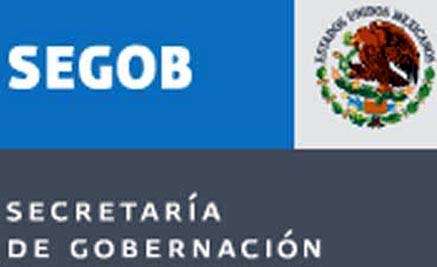 SEGOB
ESTADOS UNIDOS MEXICANOS
SECRETARÍA
DE GOBERNACIÓN